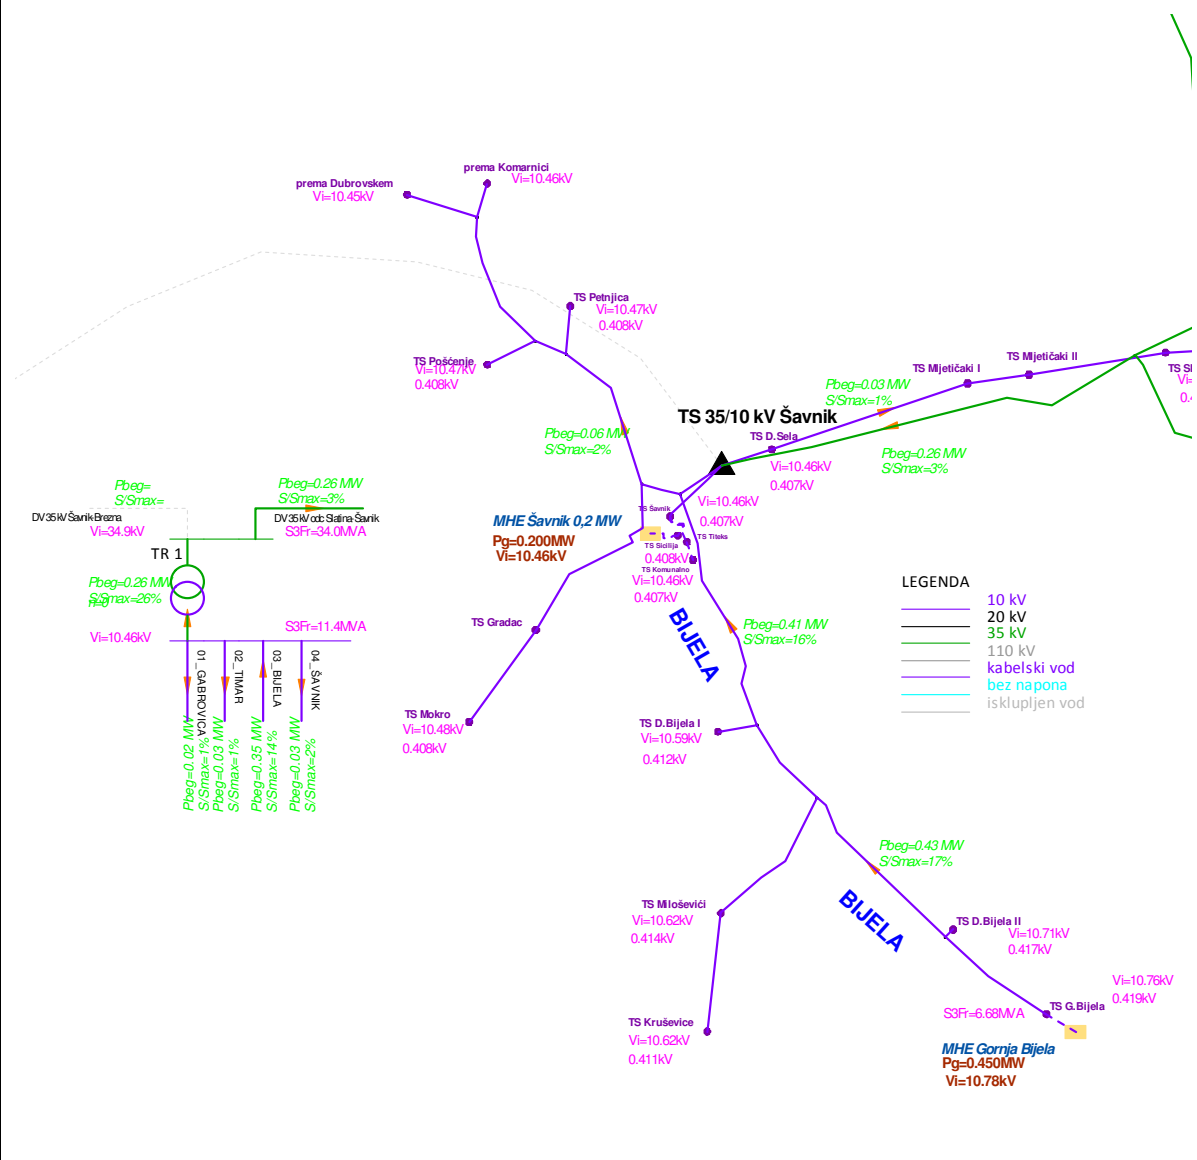 prema Komarnici
Vi=10.46kV
prema Dubrovskem
Vi=10.45kV
TS Petnjica
Vi=10.47kV
0.408kV
TS Pošćenje
Vi=10.47kV
0.408kV
TS Mljetičaki II
TS Mljetičaki I
Pbeg=0.03 MW
S/Smax=1%
TS 35/10 kV Šavnik
TS D.Sela
Vi=10.46kV
0.407kV
Pbeg=0.06 MW
S/Smax=2%
Pbeg=0.26 MW
S/Smax=3%
Pbeg=
S/Smax=
Pbeg=0.26 MW
S/Smax=3%
DV 35 kV Šavnik-Brezna
DV 35 kV odc Slatina-Šavnik
Vi=34.9kV
S3Fr=34.0MVA
TR 1
Pbeg=0.26 MW
S/Smax=26%
n=0
Vi=10.46kV
S3Fr=11.4MVA
01_GABROVICA
02_TIMAR
03_BIJELA
04_ŠAVNIK
Pbeg=0.02 MW
S/Smax=1%
Pbeg=0.03 MW
S/Smax=1%
Pbeg=0.35 MW
S/Smax=14%
Pbeg=0.03 MW
S/Smax=2%
TS Šavnik
Vi=10.46kV
0.407kV
MHE Šavnik 0,2 MW
Pg=0.200MW
Vi=10.46kV
TS Titeks
TS Sicilija
0.408kV
TS Komunalno
Vi=10.46kV
0.407kV
LEGENDA
10 kV
20 kV
35 kV
110 kV
kabelski vod
bez napona
isklupljen vod
BIJELA
Pbeg=0.41 MW
S/Smax=16%
TS Gradac
TS Mokro
Vi=10.48kV
0.408kV
TS D.Bijela I
Vi=10.59kV
0.412kV
Pbeg=0.43 MW
S/Smax=17%
BIJELA
TS Miloševići
Vi=10.62kV
0.414kV
TS D.Bijela II
Vi=10.71kV
0.417kV
Vi=10.76kV
0.419kV
TS G.Bijela
S3Fr=6.68MVA
TS Kruševice
Vi=10.62kV
0.411kV
MHE Gornja Bijela
Pg=0.450MW
Vi=10.78kV